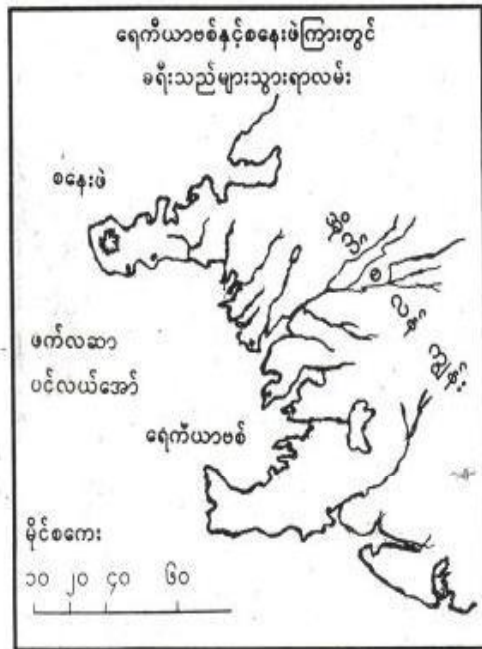 ရေကီယာဗစ်နှင့်စနေးဖဲကြားတွင်
ခရီးသည်များသွားရာလမ်း
စနေးဖဲ
ဖက်လဆာ
ပင်လယ်အော်
ရေကီယာဗစ်
ကျွန်း
မိုင်စကေး
၁၀ ၂၀ ၄၀ ၆၀